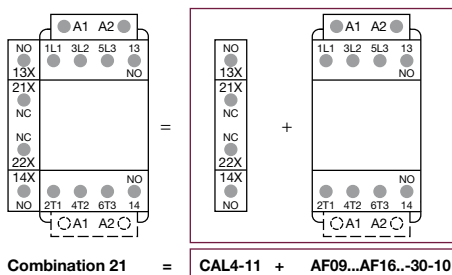 A1 A2 A1 A2
NO 1L1 3L2 5L3 13 NO 1L1 3L2 5L3 13
13X NO 13X NO
21X 21X
NC NC
= +
NC NC
22X 22X
14X NO 14X NO
NO 2T1 4T2 6T3 14 NO 2T1 4T2 6T3 14
A1 A2 A1 A2
Combination 21 = CAL4-11 + AF09...AF16..-30-10